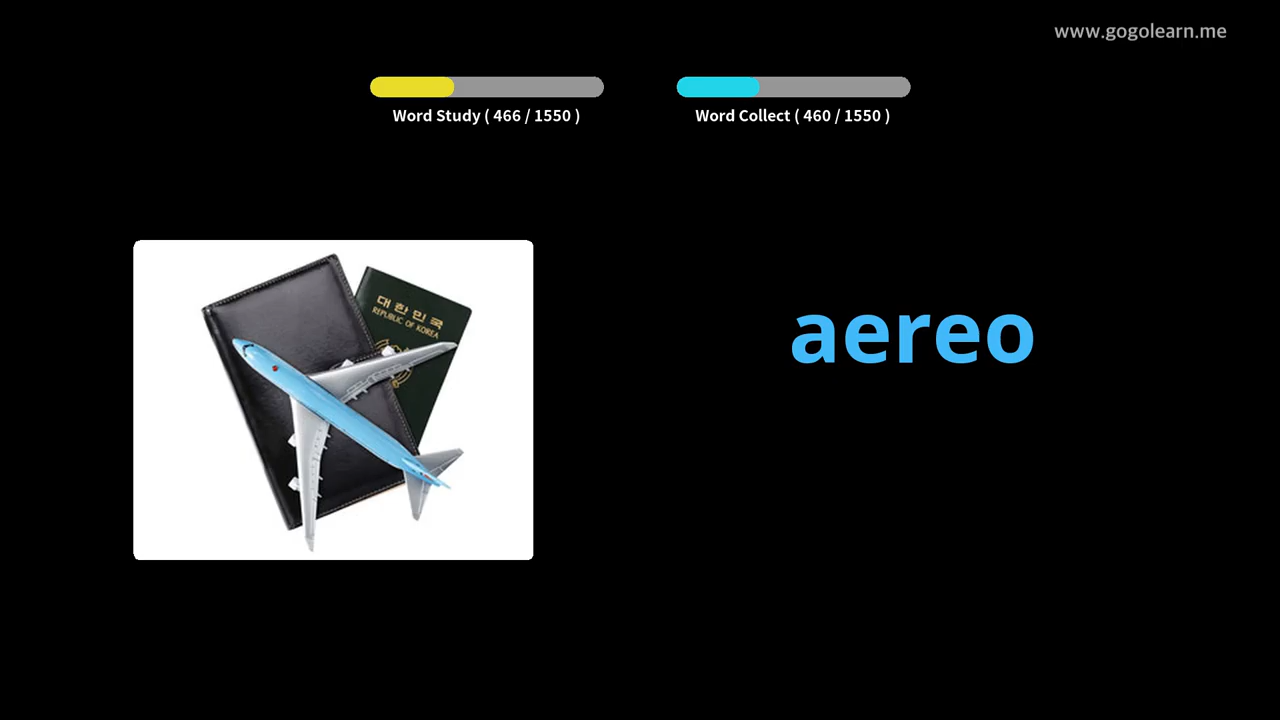 www.gogolearn.me
Word Study ( 466 / 1550 )
Word Collect ( 460 / 1550 )
대한민국
REPUBLIC OF KOREA
aereo